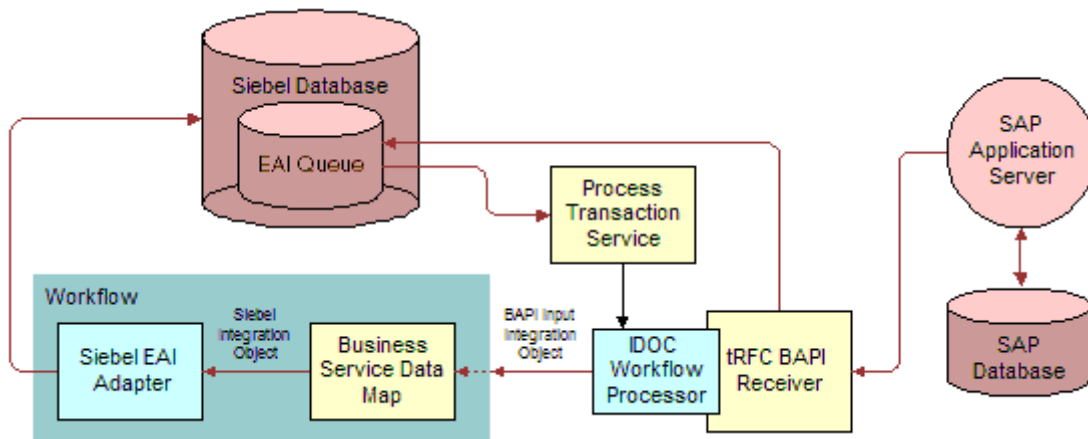 Siebel Database
EAI Queue
SAP
Application
Server
Process
Transaction
Service
Workflow
Siebel
Integration
Object
BAPI Input
Integration
Object
Siebel EAI
Adapter
Business
Service Data
Map
IDOC
Workflow
Processor
tRFC BAPI
Receiver
SAP
Database